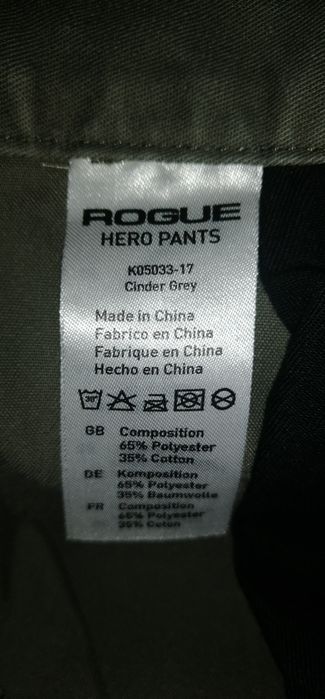 ROGUE
HERO PANTS
K05033-17
Cinder Grey
Made in China
Fabrico en China
Fabrique en China
Hecho en China
30°
GB Composition
65% Polyester
35% Cotton
DE Komposition
65% Polyester
35% Baumwolle
FR Composition
65% Polyester
35% Coton